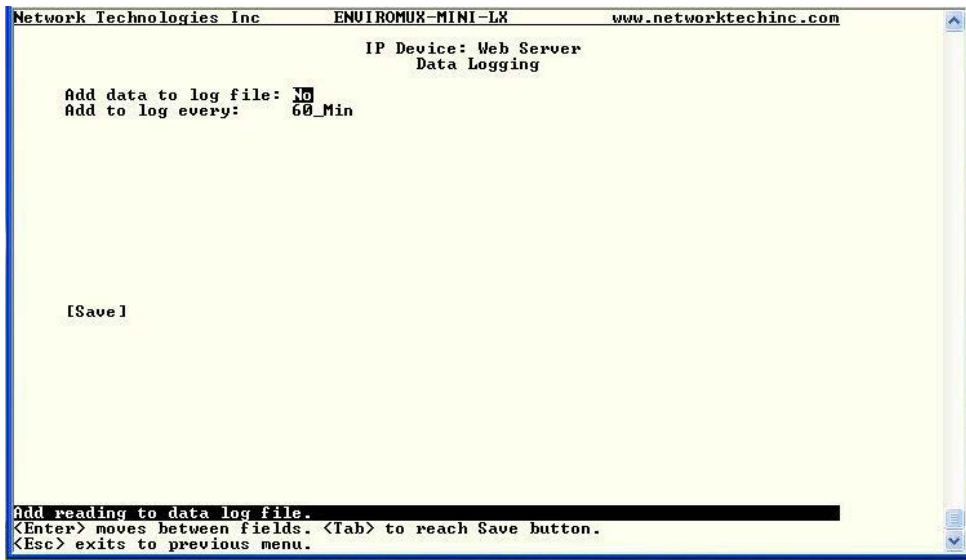 Network Technologies Inc ENVIROMUX-MINI-LX www.networktechinc.com
IP Device: Web Server
Data Logging
Add data to log file: No
Add to log every: 60_Min
[Save]
Add reading to data log file.
<Enter> moves between fields. <Tab> to reach Save button.
<Esc> exits to previous menu.